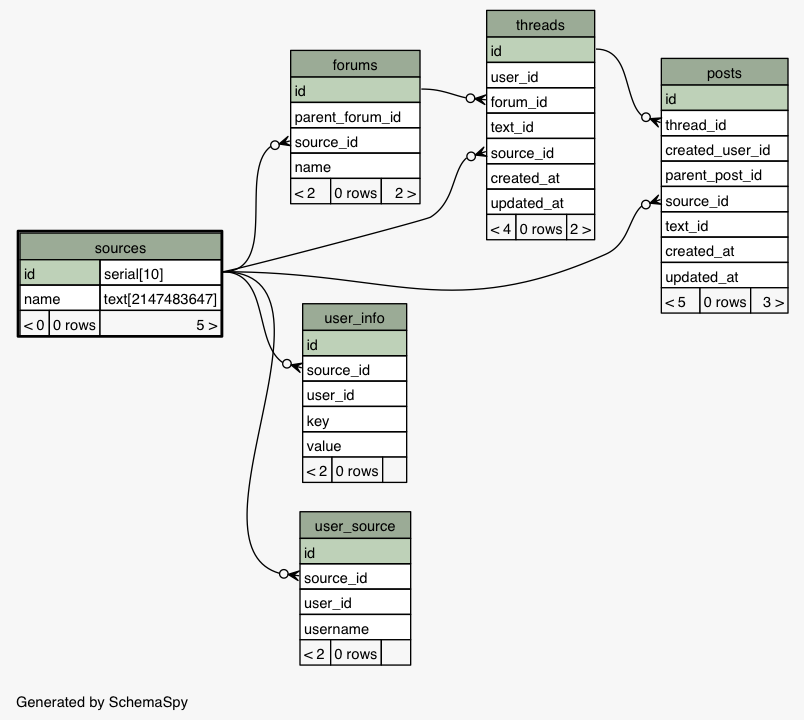 threads
id
user_id
forum_id
text_id
source_id
created_at
updated_at
< 4 0 rows 2 >
forums
id
parent_forum_id
source_id
name
< 2 0 rows 2 >
posts
id
thread_id
created_user_id
parent_post_id
source_id
text_id
created_at
updated_at
< 5 0 rows 3 >
sources
id serial[10]
name text[2147483647]
< 0 0 rows 5 >
user_info
id
source_id
user_id
key
value
< 2 0 rows
user_source
id
source_id
user_id
username
< 2 0 rows
Generated by SchemaSpy